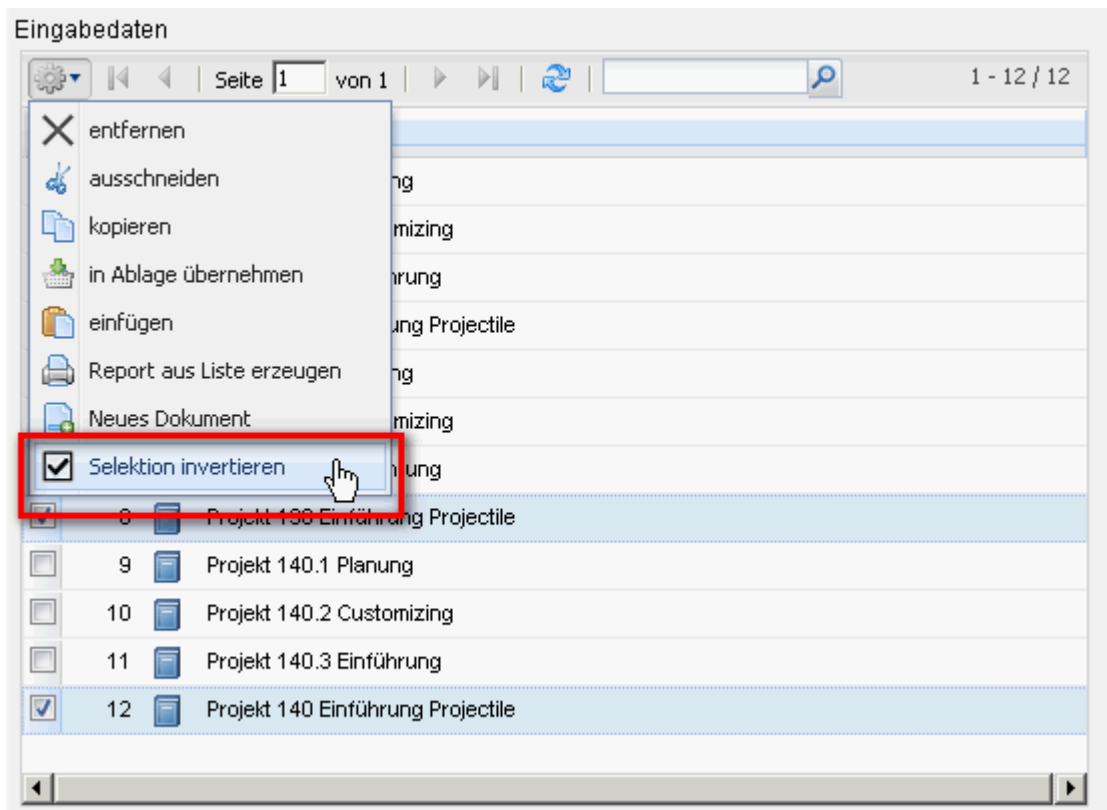 Eingabedaten
Seite 1 von 1 1 - 12 / 12
entfernen
ausschneiden ng
kopieren mizing
in Ablage übernehmen hrung
einfügen ung Projectile
Report aus Liste erzeugen ng
Neues Dokument mizing
Selektion invertieren ung
8 Projekt 138 Einführung Projectile
9 Projekt 140.1 Planung
10 Projekt 140.2 Customizing
11 Projekt 140.3 Einführung
12 Projekt 140 Einführung Projectile